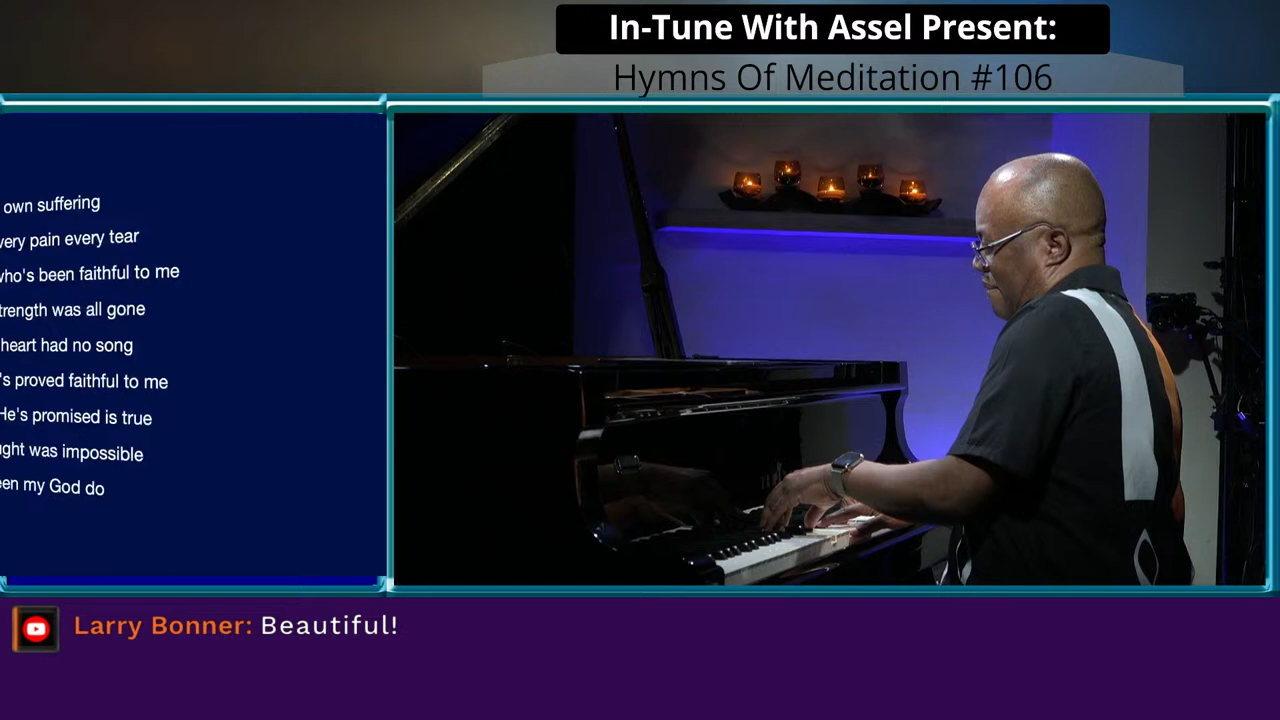 In-Tune With Assel Present:
Hymns Of Meditation #106
own suffering
very pain every tear
who's been faithful to me
trength was all gone
heart had no song
's proved faithful to me
He's promised is true
ught was impossible
een my God do
Larry Bonner: Beautiful!